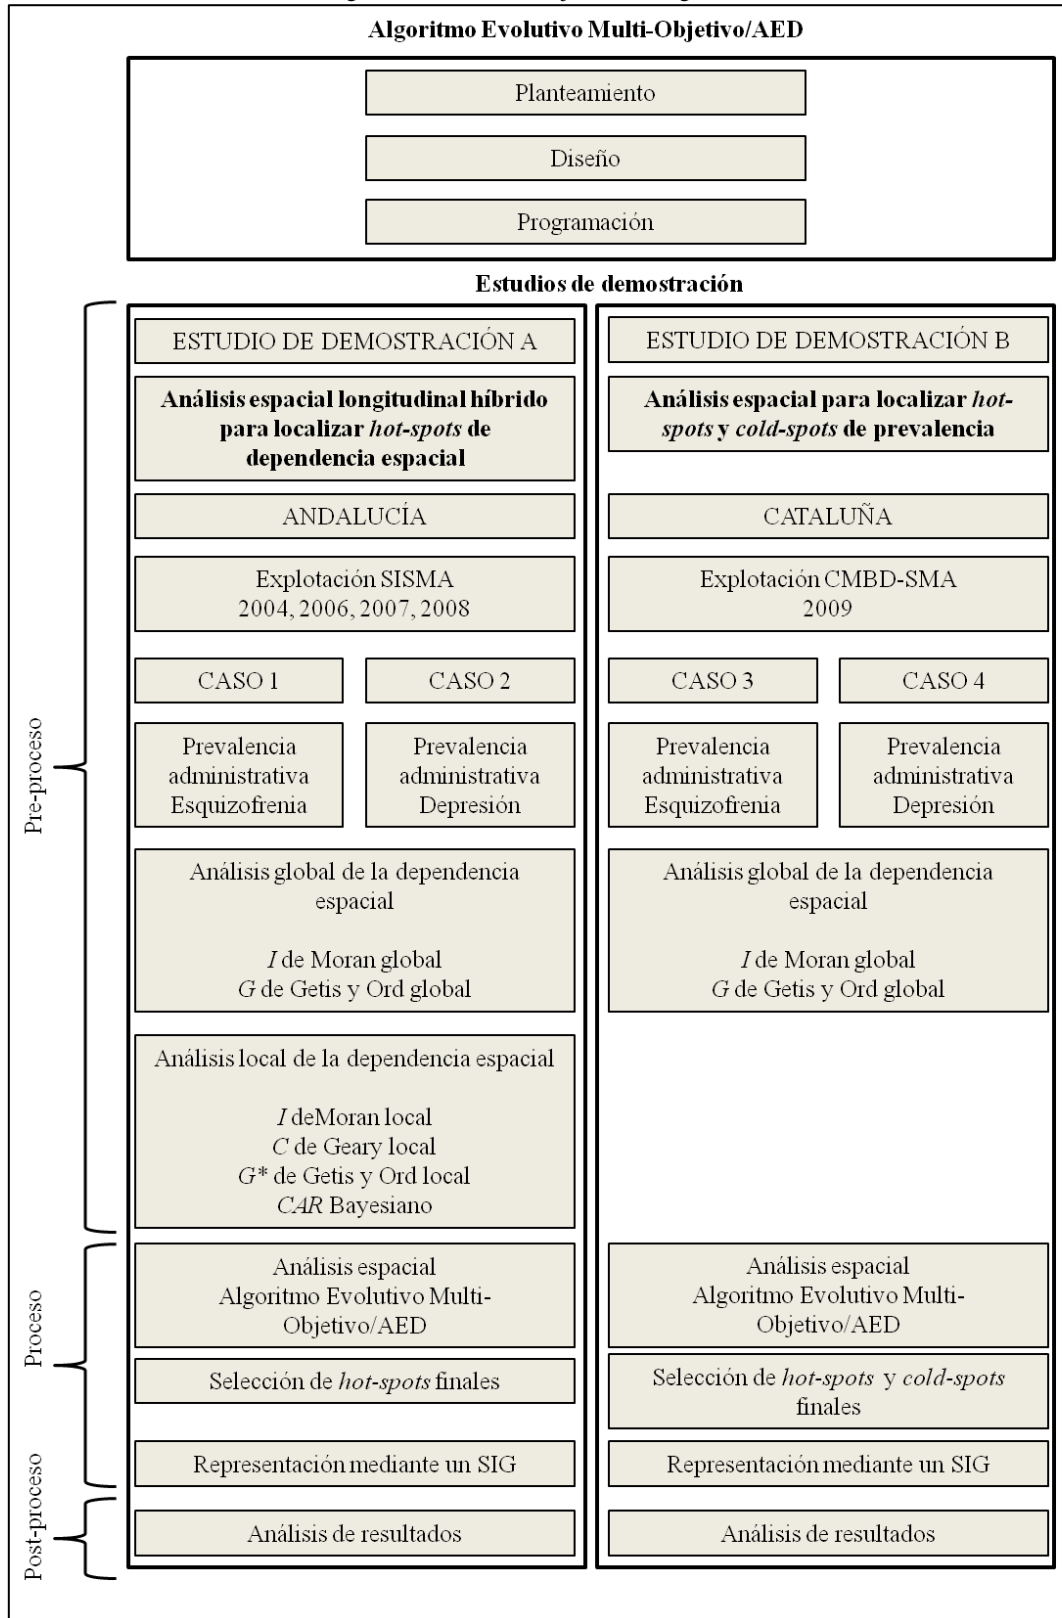 Algoritmo Evolutivo Multi-Objetivo/AED
Planteamiento
Diseño
Programación
Estudios de demostración
Pre-proceso
ESTUDIO DE DEMOSTRACIÓN A
Análisis espacial longitudinal híbrido
para localizar hot-spots de
dependencia espacial
ANDALUCÍA
Explotación SISMA
2004, 2006, 2007, 2008
CASO 1
CASO 2
Prevalencia
administrativa
Esquizofrenia
Prevalencia
administrativa
Depresión
Análisis global de la dependencia
espacial
I de Moran global
G de Getis y Ord global
Análisis local de la dependencia espacial
I deMoran local
C de Geary local
G* de Getis y Ord local
CAR Bayesiano
ESTUDIO DE DEMOSTRACIÓN B
Análisis espacial para localizar hot-
spots y cold-spots de prevalencia
CATALUÑA
Explotación CMBD-SMA
2009
CASO 3
CASO 4
Prevalencia
administrativa
Esquizofrenia
Prevalencia
administrativa
Depresión
Análisis global de la dependencia
espacial
I de Moran global
G de Getis y Ord global
Proceso
Análisis espacial
Algoritmo Evolutivo Multi-
Objetivo/AED
Selección de hot-spots finales
Representación mediante un SIG
Análisis espacial
Algoritmo Evolutivo Multi-
Objetivo/AED
Selección de hot-spots y cold-spots
finales
Representación mediante un SIG
Post-proceso
Análisis de resultados
Análisis de resultados